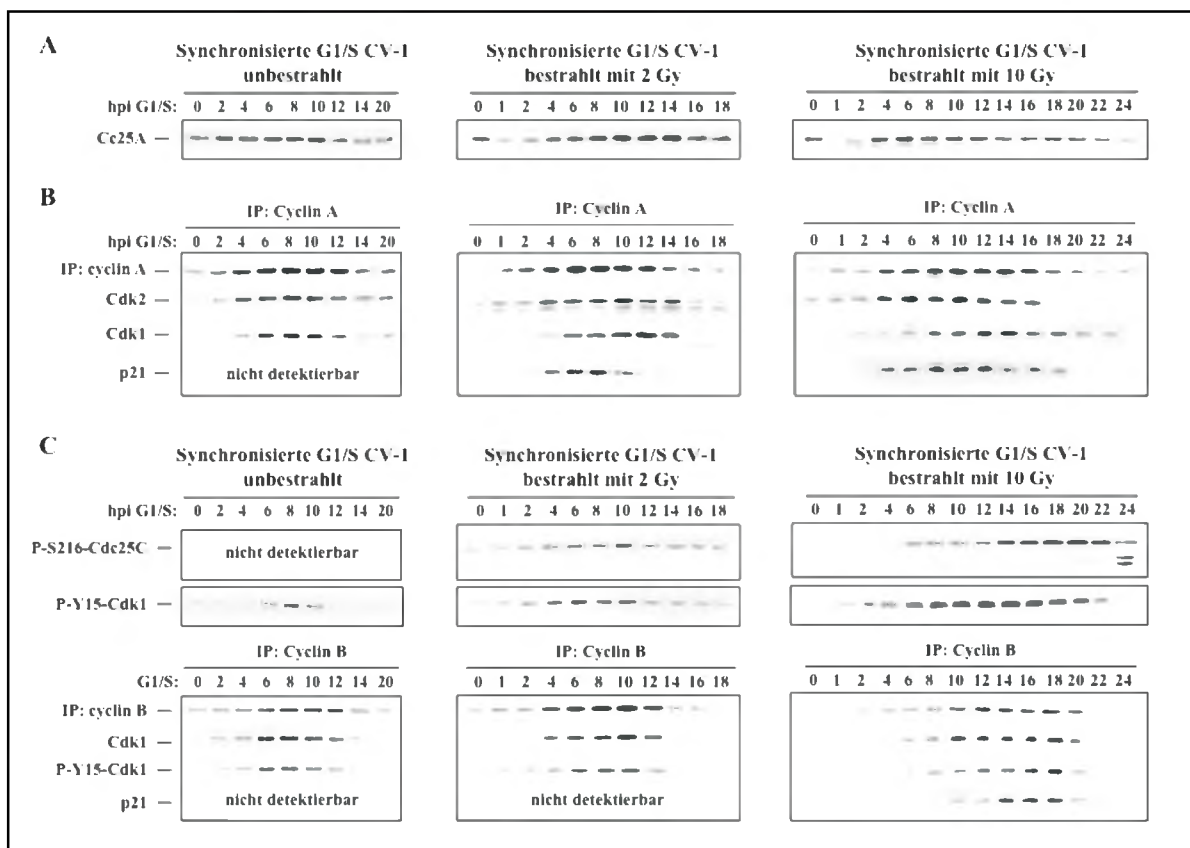 A
Synchronisierte G1/S CV-1
unbestrahlt
Synchronisierte G1/S CV-1
bestrahlt mit 2 Gy
Synchronisierte G1/S CV-1
bestrahlt mit 10 Gy
hpi G1/S: 0 2 4 6 8 10 12 14 20
0 1 2 4 6 8 10 12 14 16 18
0 1 2 4 6 8 10 12 14 16 18 20 22 24
Cc25A
B
IP: Cyclin A
IP: Cyclin A
IP: Cyclin A
hpi G1/S: 0 2 4 6 8 10 12 14 20
0 1 2 4 6 8 10 12 14 16 18
0 1 2 4 6 8 10 12 14 16 18 20 22 24
IP: cyclin A
Cdk2
Cdk1
p21
nicht detektierbar
C
Synchronisierte G1/S CV-1
unbestrahlt
Synchronisierte G1/S CV-1
bestrahlt mit 2 Gy
Synchronisierte G1/S CV-1
bestrahlt mit 10 Gy
hpi G1/S: 0 2 4 6 8 10 12 14 20
0 1 2 4 6 8 10 12 14 16 18
0 1 2 4 6 8 10 12 14 16 18 20 22 24
P-S216-Cdc25C
nicht detektierbar
P-Y15-Cdk1
IP: Cyclin B
IP: Cyclin B
IP: Cyclin B
G1/S: 0 2 4 6 8 10 12 14 20
0 1 2 4 6 8 10 12 14 16 18
0 1 2 4 6 8 10 12 14 16 18 20 22 24
IP: cyclin B
Cdk1
P-Y15-Cdk1
p21
nicht detektierbar
nicht detektierbar